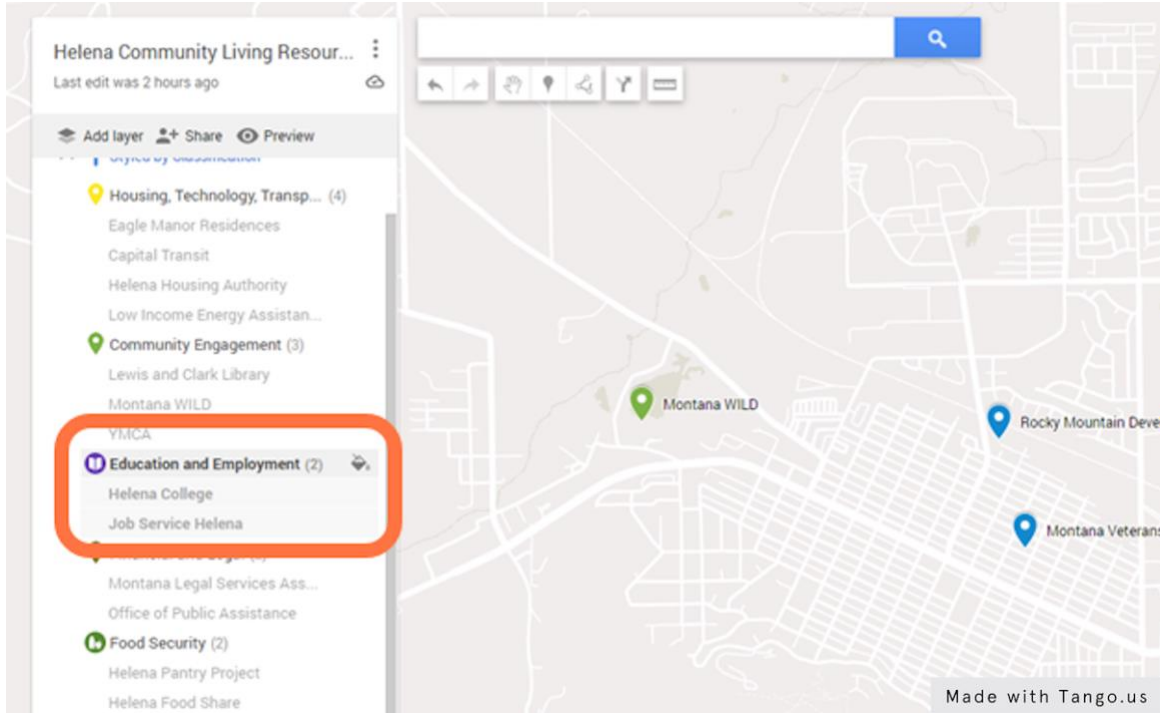 Helena Community Living Resour...
Last edit was 2 hours ago
Add layer Share Preview
Styled by Classification
Housing, Technology, Transp... (4)
Eagle Manor Residences
Capital Transit
Helena Housing Authority
Low Income Energy Assistan...
Community Engagement (3)
Lewis and Clark Library
Montana WILD
YMCA
Education and Employment (2)
Helena College
Job Service Helena
Montana Legal Services Ass...
Office of Public Assistance
Food Security (2)
Helena Pantry Project
Helena Food Share
Montana WILD
Rocky Mountain Deve
Montana Veterans
Made with Tango.us